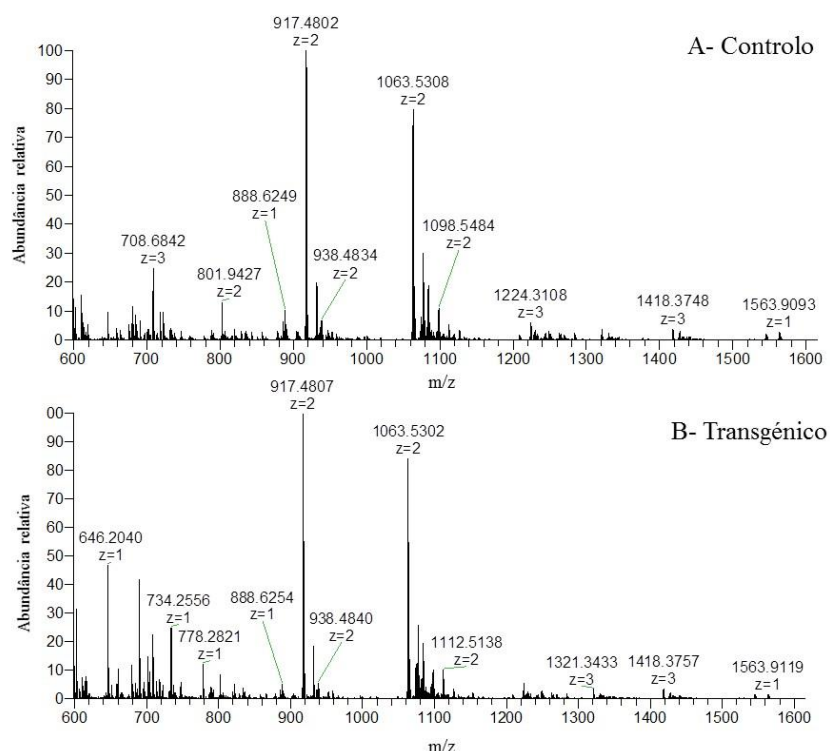 A- Controlo
917.4802
z=2
1063.5308
z=2
888.6249
z=1
708.6842
z=3
801.9427
z=2
938.4834
z=2
1098.5484
z=2
1224.3108
z=3
1418.3748
z=3
1563.9093
z=1
Abundância relativa
100
90
80
70
60
50
40
30
20
10
0
600 700 800 900 1000 1100 1200 1300 1400 1500 1600
m/z
B- Transgénico
917.4807
z=2
1063.5302
z=2
646.2040
z=1
734.2556
z=1
778.2821
z=1
888.6254
z=1
938.4840
z=2
1112.5138
z=2
1321.3433
z=3
1418.3757
z=3
1563.9119
z=1
Abundância relativa
00
90
80
70
60
50
40
30
20
10
0
600 700 800 900 1000 1100 1200 1300 1400 1500 1600
m/z